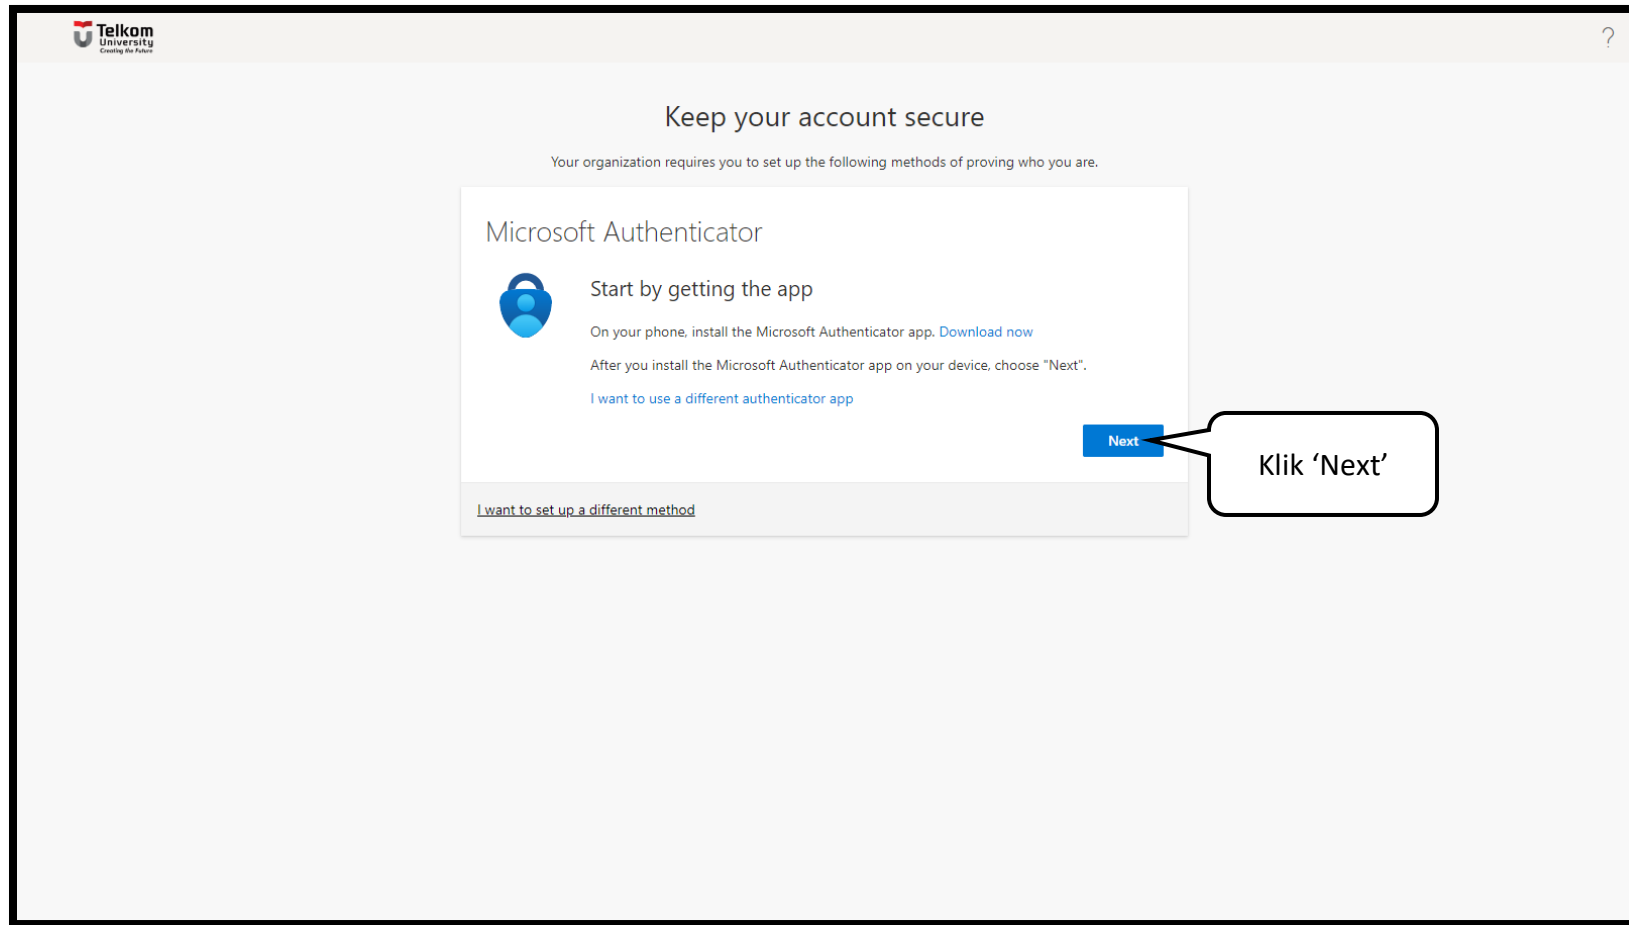 Telkom
University
Creating the Future
?
Keep your account secure
Your organization requires you to set up the following methods of proving who you are.
Microsoft Authenticator
Start by getting the app
On your phone, install the Microsoft Authenticator app. Download now
After you install the Microsoft Authenticator app on your device, choose "Next".
I want to use a different authenticator app
Next
Klik ‘Next’
I want to set up a different method